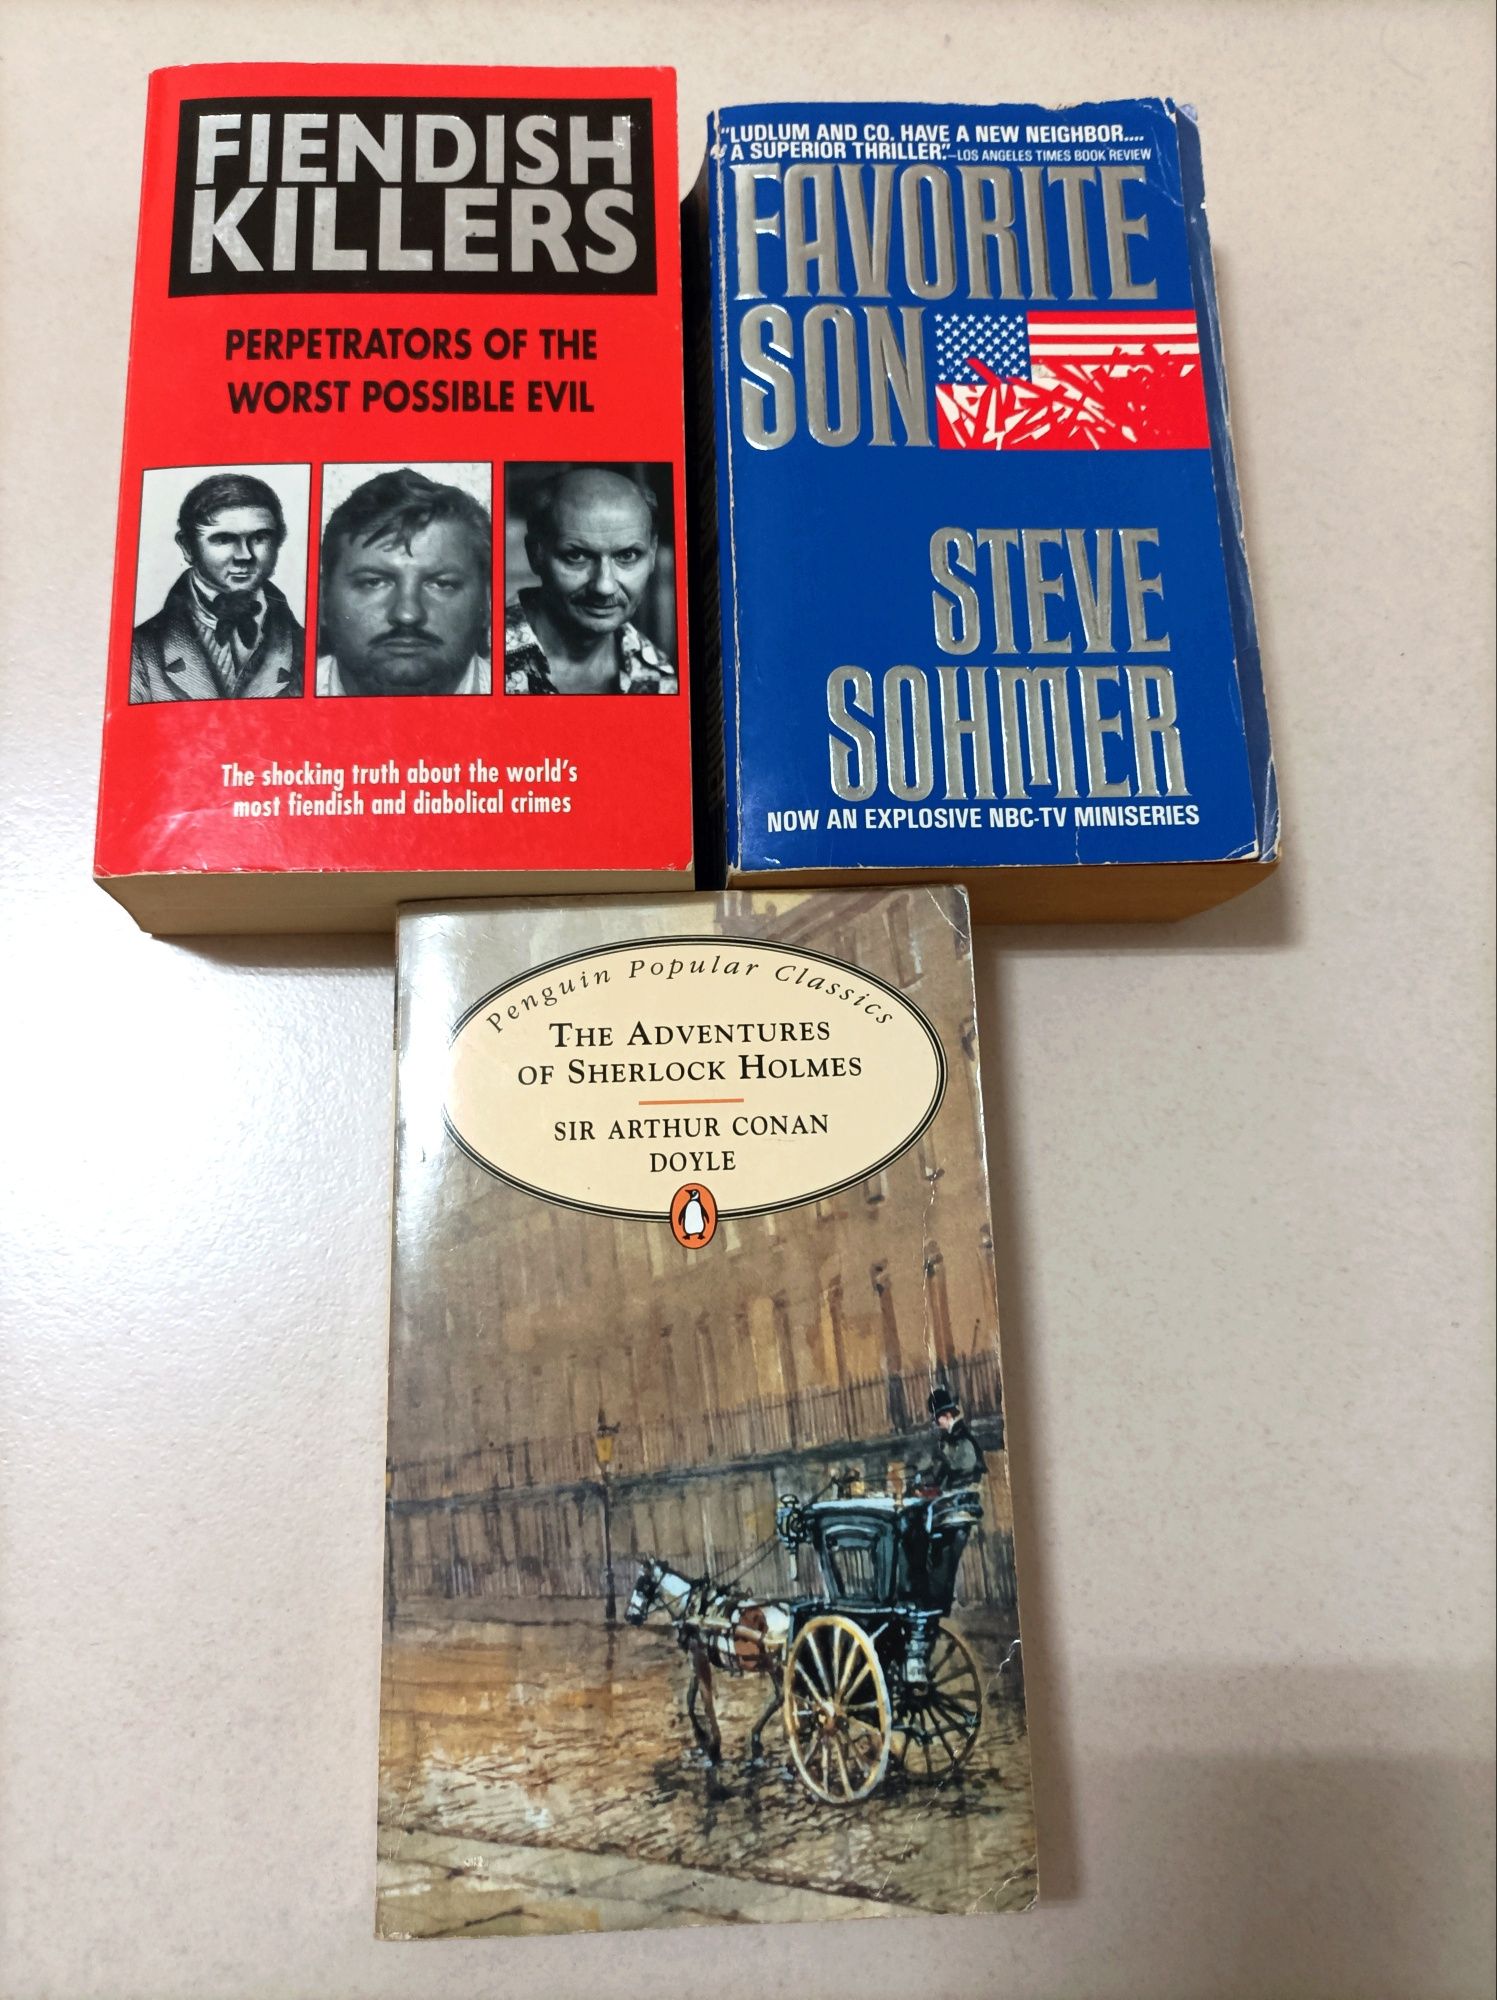 FIENDISH
KILLERS
PERPETRATORS OF THE
WORST POSSIBLE EVIL
The shocking truth about the world's
most fiendish and diabolical crimes
"LUDLUM AND CO. HAVE A NEW NEIGHBOR....
A SUPERIOR THRILLER."–LOS ANGELES TIMES BOOK REVIEW
FAVORITE
SON
STEVE
SOHMER
NOW AN EXPLOSIVE NBC-TV MINISERIES
Penguin Popular Classics
THE ADVENTURES
OF SHERLOCK HOLMES
SIR ARTHUR CONAN
DOYLE